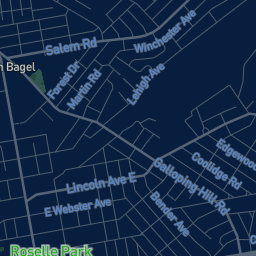 Salem Rd
Winchester Ave
Bagel
Forest Dr
Martin Rd
Lehigh Ave
Edgewood
Coolidge Rd
Galloping Hill Rd
Lincoln Ave E
E Webster Ave
Bender Ave
Roselle Park